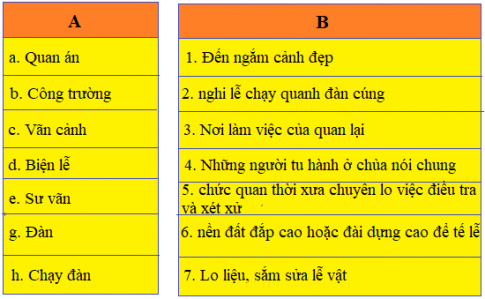 A
B
a. Quan án
1. Đến ngắm cảnh đẹp
b. Công trường
2. nghi lễ chạy quanh đàn cúng
c. Vãn cảnh
3. Nơi làm việc của quan lại
d. Biện lễ
4. Những người tu hành ở chùa nói chung
e. Sư vãn
5. chức quan thời xưa chuyên lo việc điều tra
và xét xử
g. Đàn
6. nền đất đắp cao hoặc đài dựng cao để tế lễ
h. Chạy đàn
7. Lo liệu, sắm sửa lễ vật